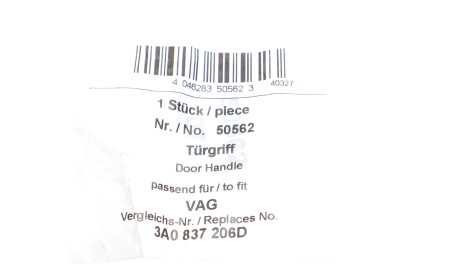 4 046283 50562 3
40327
1 Stück / piece
Nr. / No. 50562
Türgriff
Door Handle
passend für / to fit
VAG
Vergleichs-Nr. / Replaces No.
3A0 837 206D